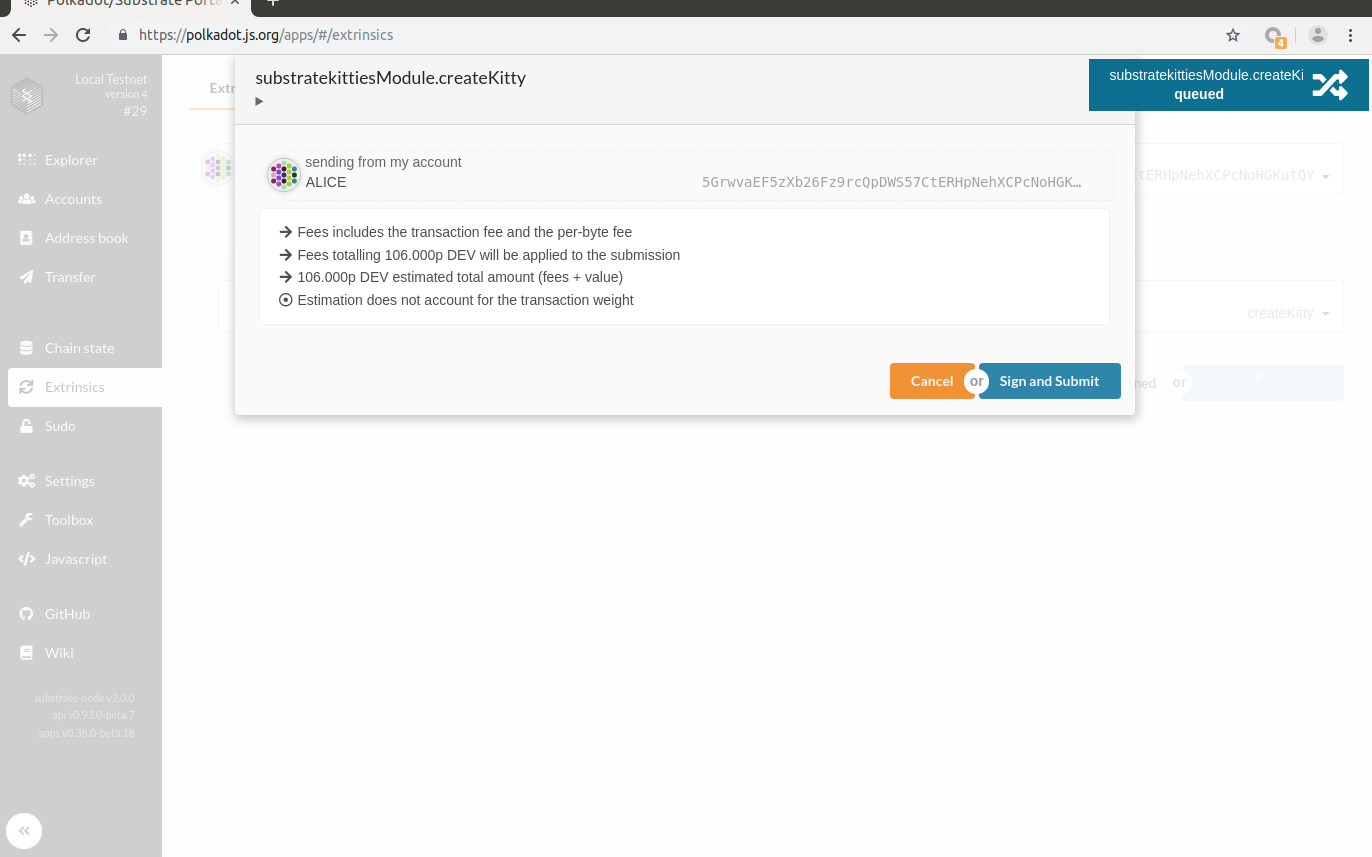 Polkadot/Substrate Porta
https://polkadot.js.org/apps/#/extrinsics
4
Local Testnet
version 4
#29
Explorer
Accounts
Address book
Transfer
Chain state
Extrinsics
Sudo
Settings
Toolbox
Javascript
GitHub
Wiki
substrate-node v2.0.0
api v0.93.0-beta.7
apps v0.36.0-beta.18
Extr
substratekittiesModule.createKitty
substratekittiesModule.createKi
queued
sending from my account
ALICE
5GrwvaEF5zXb26Fz9rcQpDWS57CtERHpNehXCPcNoHGK…
tERHpNehXCPcNoHGKutQY
Fees includes the transaction fee and the per-byte fee
Fees totalling 106.000p DEV will be applied to the submission
106.000p DEV estimated total amount (fees + value)
Estimation does not account for the transaction weight
createKitty
Cancel or Sign and Submit
ned or